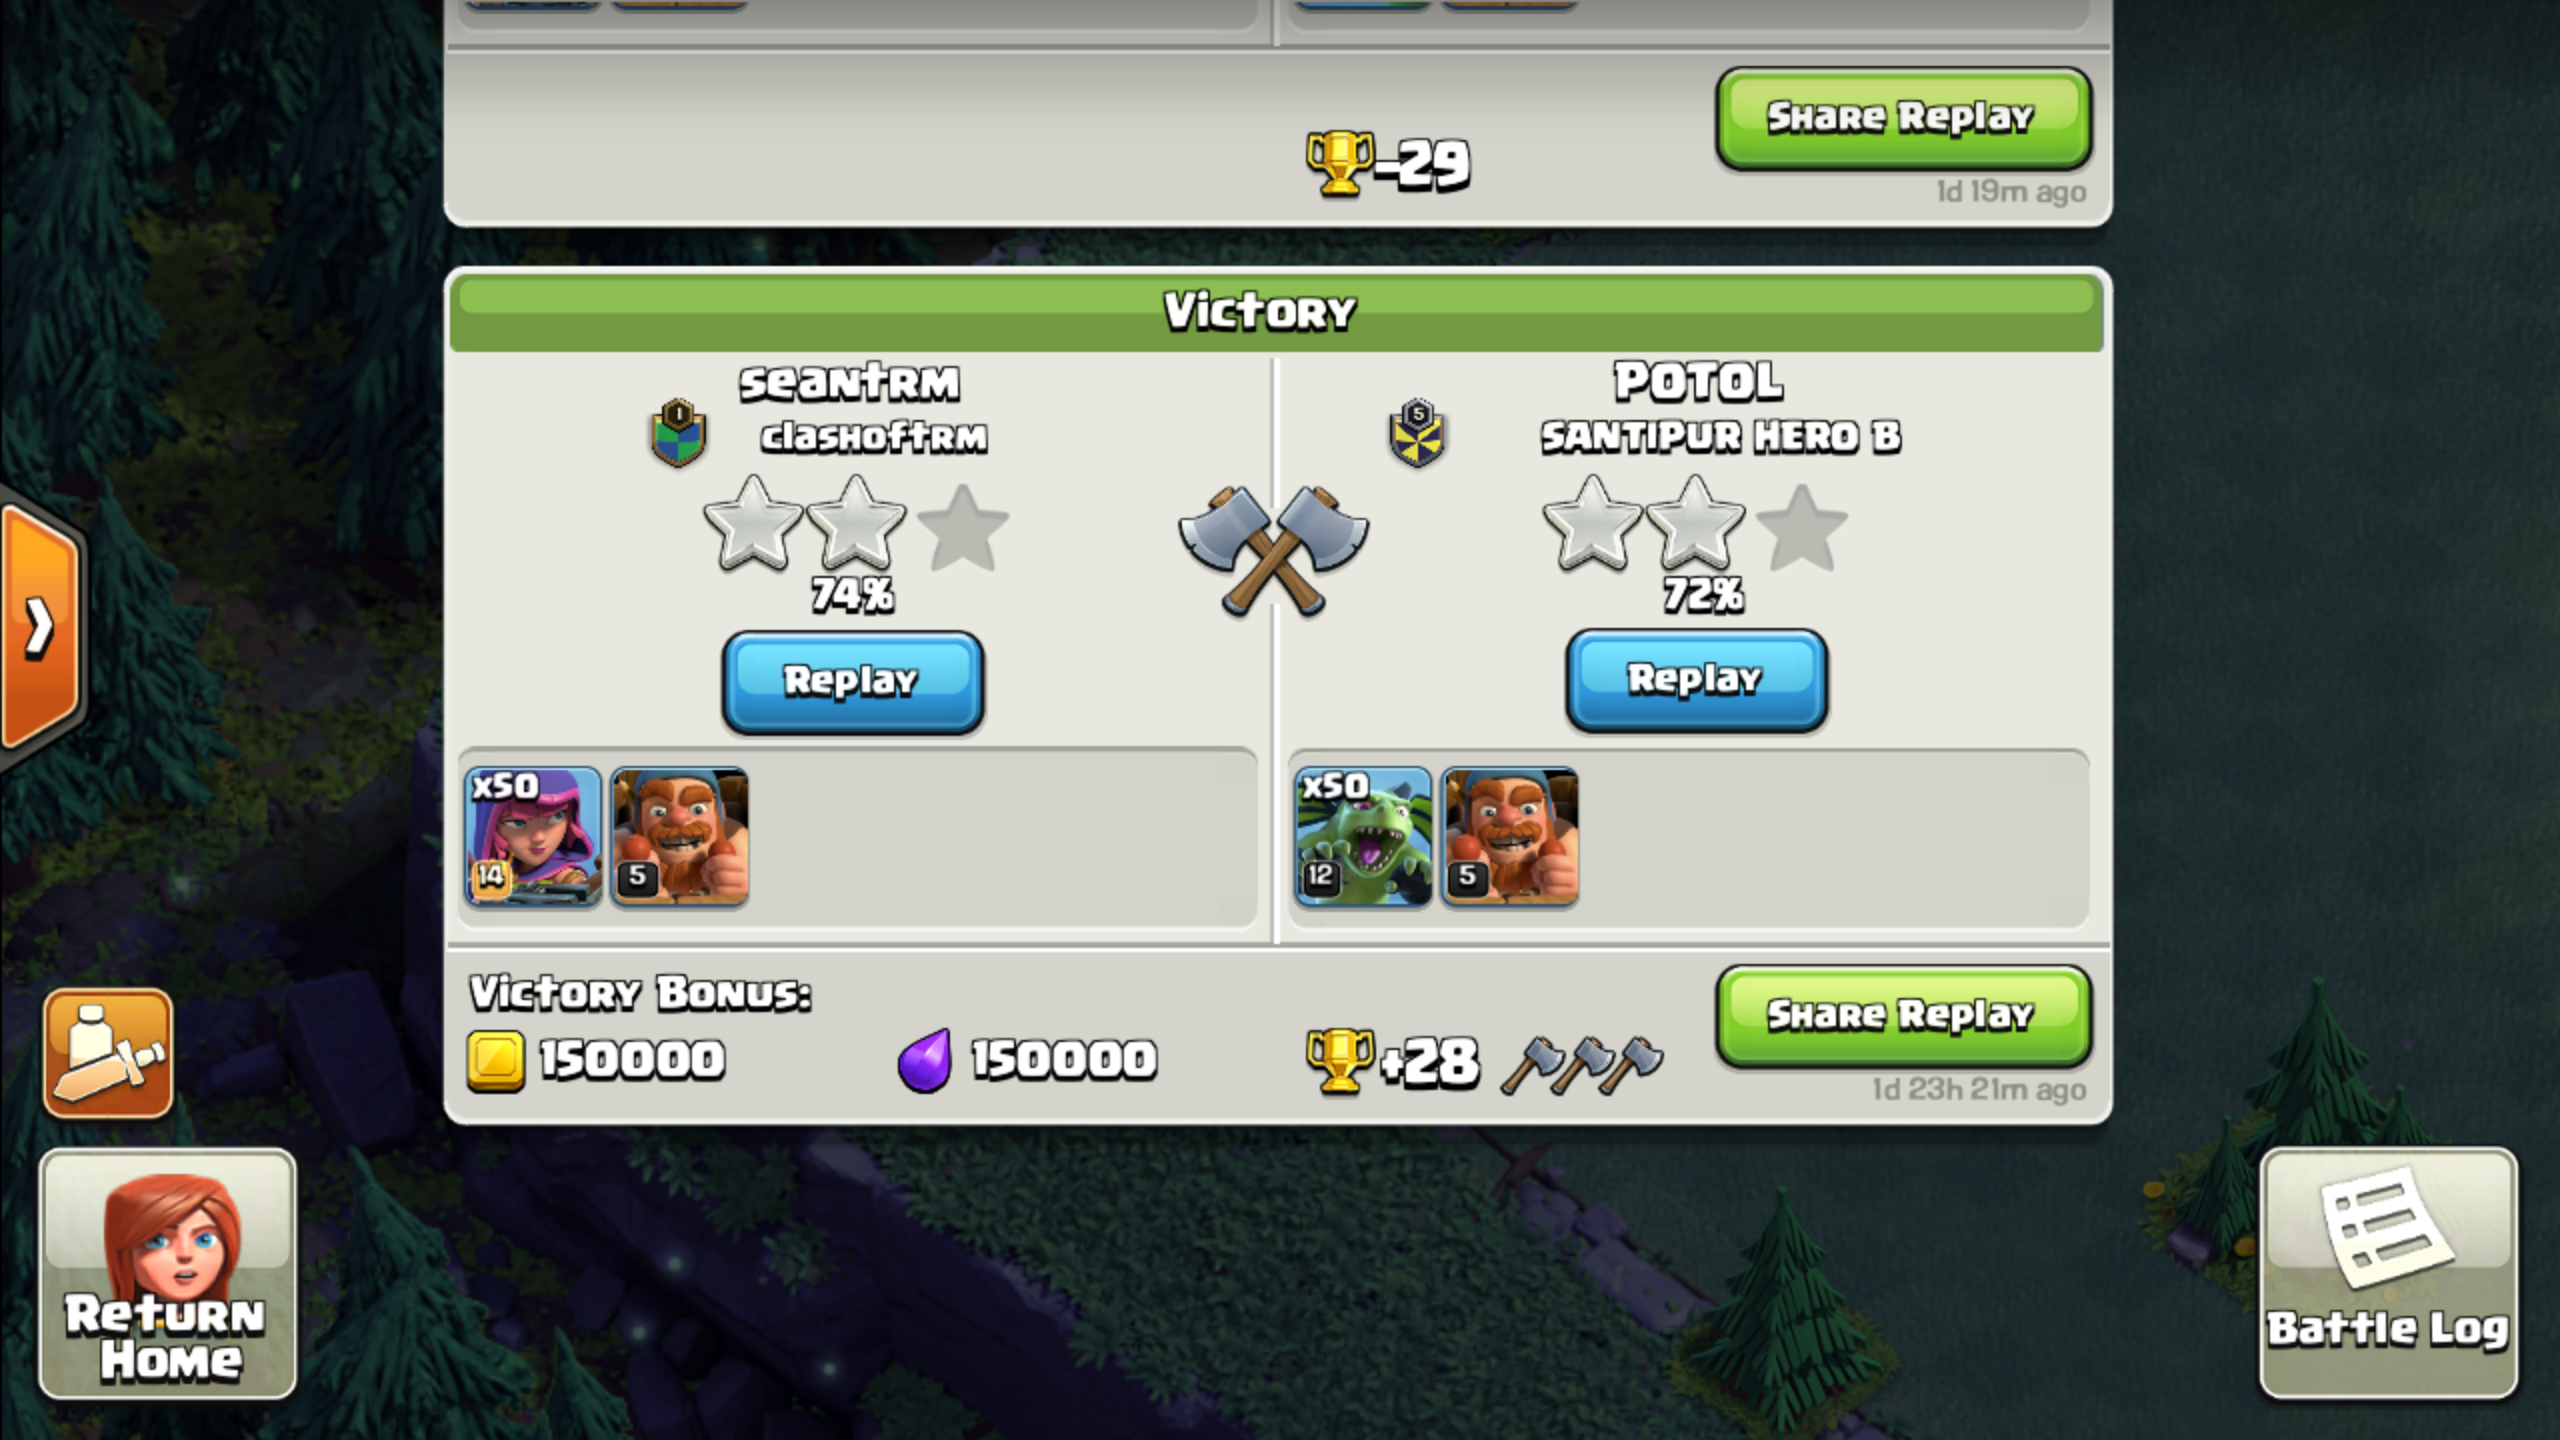 -29
Share Replay
1d 19m ago
Victory
1
seantrm
clashoftrm
74%
Replay
5
POTOL
SANTIPUR HERO B
72%
Replay
x50
14
5
x50
12
5
Victory Bonus:
150000
150000
+28
Share Replay
1d 23h 21m ago
Return
Home
Battle Log